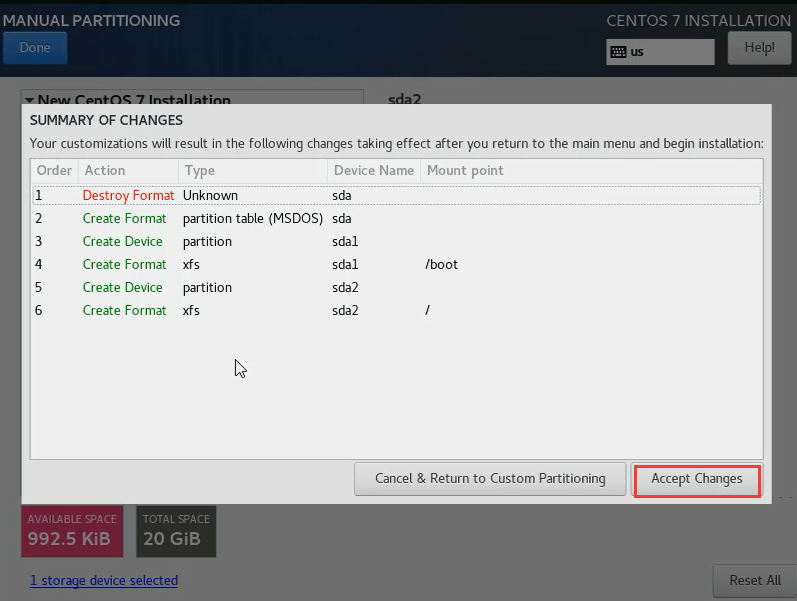 MANUAL PARTITIONING
CENTOS 7 INSTALLATION
Done
us
Help!
New CentOS 7 Installation
sda2
SUMMARY OF CHANGES
Your customizations will result in the following changes taking effect after you return to the main menu and begin installation:
Order Action Type Device Name Mount point
1 Destroy Format Unknown sda
2 Create Format partition table (MSDOS) sda
3 Create Device partition sda1
4 Create Format xfs sda1 /boot
5 Create Device partition sda2
6 Create Format xfs sda2 /
Cancel & Return to Custom Partitioning
Accept Changes
AVAILABLE SPACE
992.5 KiB
TOTAL SPACE
20 GiB
1 storage device selected
Reset All